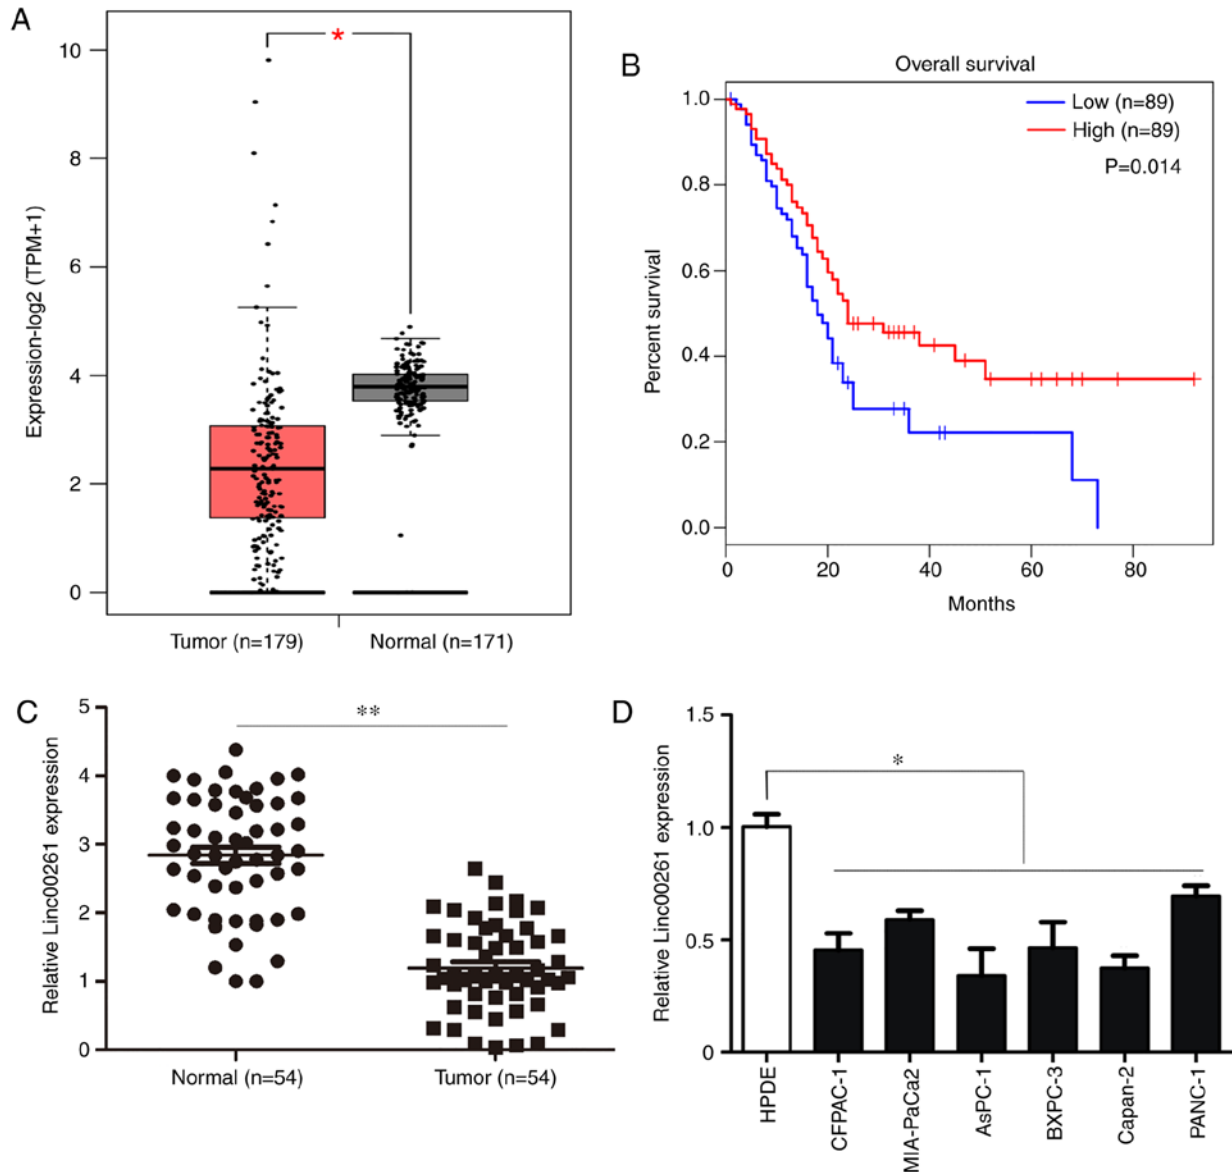 A
Expression-log2 (TPM+1)
10
8
6
4
2
0
*
Tumor (n=179)
Normal (n=171)
B
Overall survival
Percent survival
1.0
0.8
0.6
0.4
0.2
0.0
Low (n=89)
High (n=89)
P=0.014
0 20 40 60 80
Months
C
Relative Linc00261 expression
5
4
3
2
1
0
**
Normal (n=54)
Tumor (n=54)
D
Relative Linc00261 expression
1.5
1.0
0.5
0
*
HPDE
CFPAC-1
MIA-PaCa2
AsPC-1
BXPC-3
Capan-2
PANC-1